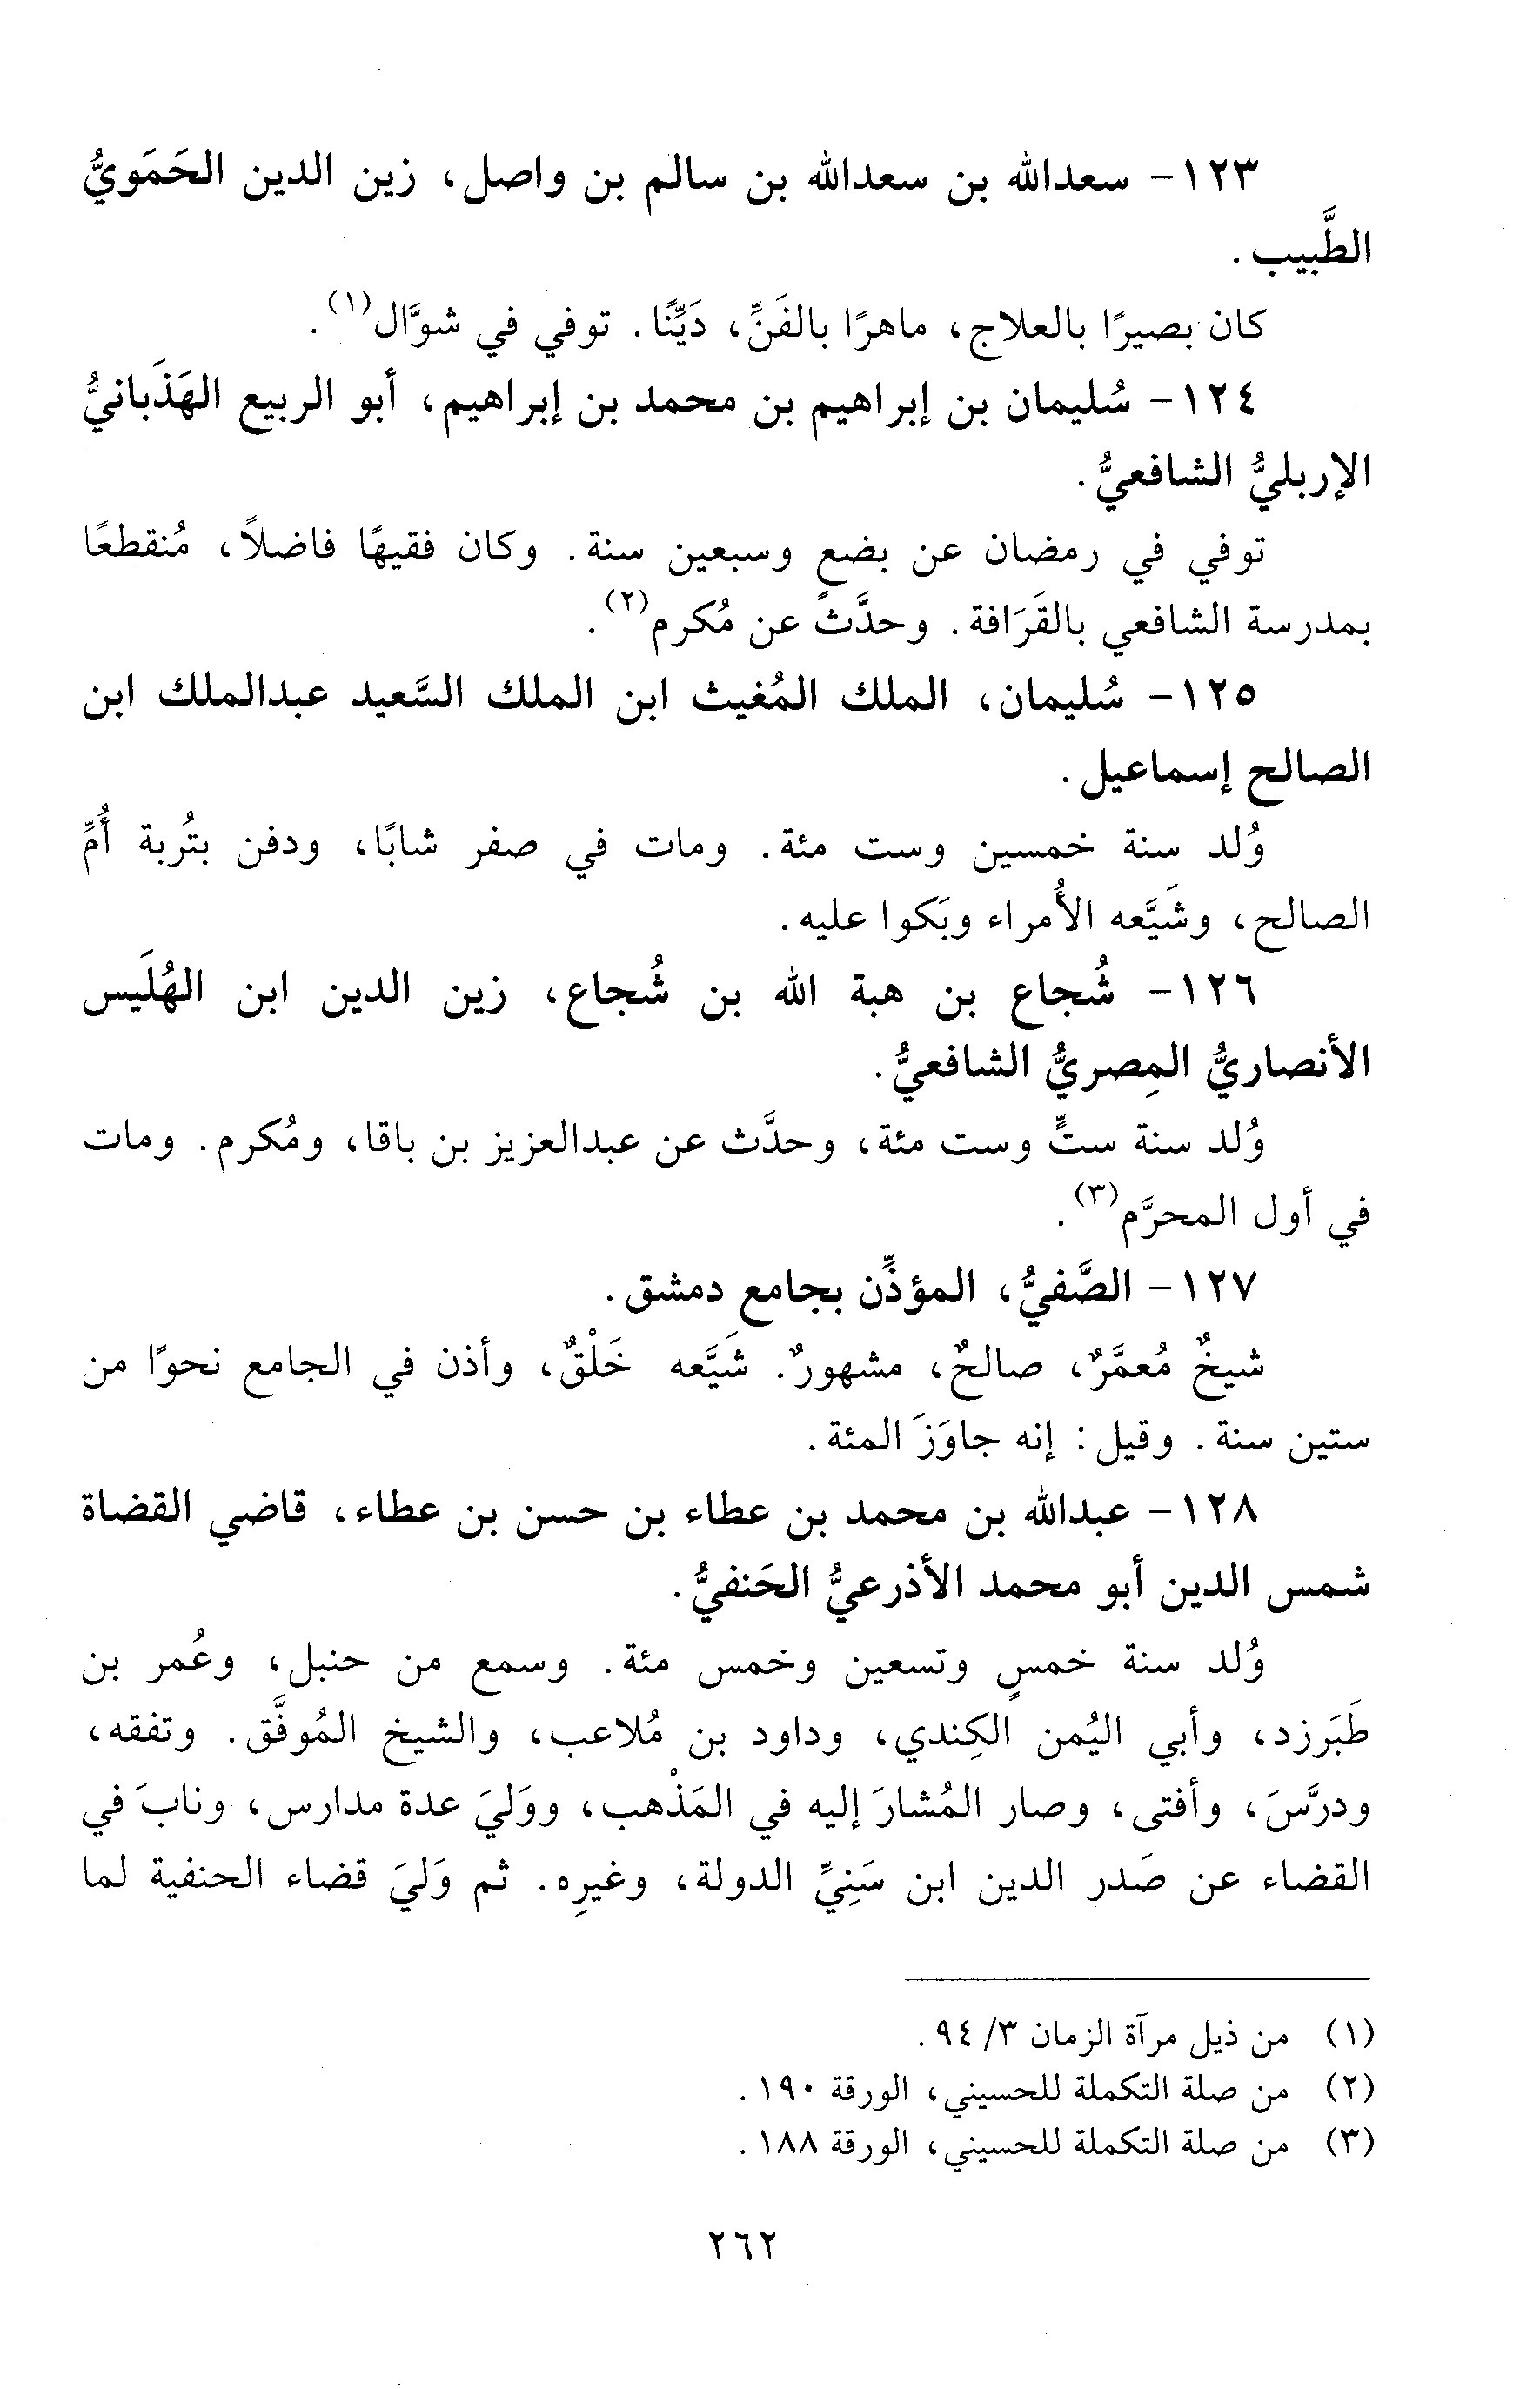 ١٢٣- سعدالله بن سعدالله بن سالم بن واصل، زين الدين الحَمَويُّ
الطَّبيب.
كان بصيرًا بالعلاج، ماهرًا بالفَنِّ، دَيِّنًا. توفي في شوَّال(١).
١٢٤- سُليمان بن إبراهيم بن محمد بن إبراهيم، أبو الربيع الهَذَبانيُّ
الإربليُّ الشافعيُّ.
توفي في رمضان عن بضعٍ وسبعين سنة. وكان فقيهًا فاضلاً، مُنقطعًا
بمدرسة الشافعي بالقَرَافة. وحدَّث عن مُكرم(٢).
١٢٥- سُليمان، الملك المُغيث ابن الملك السَّعيد عبدالملك ابن
الصالح إسماعيل.
وُلد سنة خمسين وست مئة. ومات في صفر شابًا، ودفن بتُربة أُمِّ
الصالح، وشَيَّعه الأُمراء وبَكوا عليه.
١٢٦- شُجاع بن هبة الله بن شُجاع، زين الدين ابن الهُلَيس
الأنصاريُّ المِصريُّ الشافعيُّ.
وُلد سنة ستٍّ وست مئة، وحدَّث عن عبدالعزيز بن باقا، ومُكرم. ومات
في أول المحرَّم(٣).
١٢٧- الصَّفيُّ، المؤذِّن بجامع دمشق.
شيخٌ مُعمَّرٌ، صالحٌ، مشهورٌ. شَيَّعه خَلْقٌ، وأذن في الجامع نحوًا من
ستين سنة. وقيل: إنه جاوَزَ المئة.
١٢٨- عبدالله بن محمد بن عطاء بن حسن بن عطاء، قاضي القضاة
شمس الدين أبو محمد الأذرعيُّ الحَنفيُّ.
وُلد سنة خمسٍ وتسعين وخمس مئة. وسمع من حنبل، وعُمر بن
طَبَرزد، وأبي اليُمن الكِندي، وداود بن مُلاعب، والشيخ المُوفَّق. وتفقه،
ودرَّسَ، وأفتى، وصار المُشارَ إليه في المَذْهب، ووَليَ عدة مدارس، ونابَ في
القضاء عن صَدر الدين ابن سَنِيِّ الدولة، وغيرِه. ثم وَليَ قضاء الحنفية لما
(١) من ذيل مرآة الزمان ٣/ ٩٤.
(٢) من صلة التكملة للحسيني، الورقة ١٩٠.
(٣) من صلة التكملة للحسيني، الورقة ١٨٨.
٢٦٢